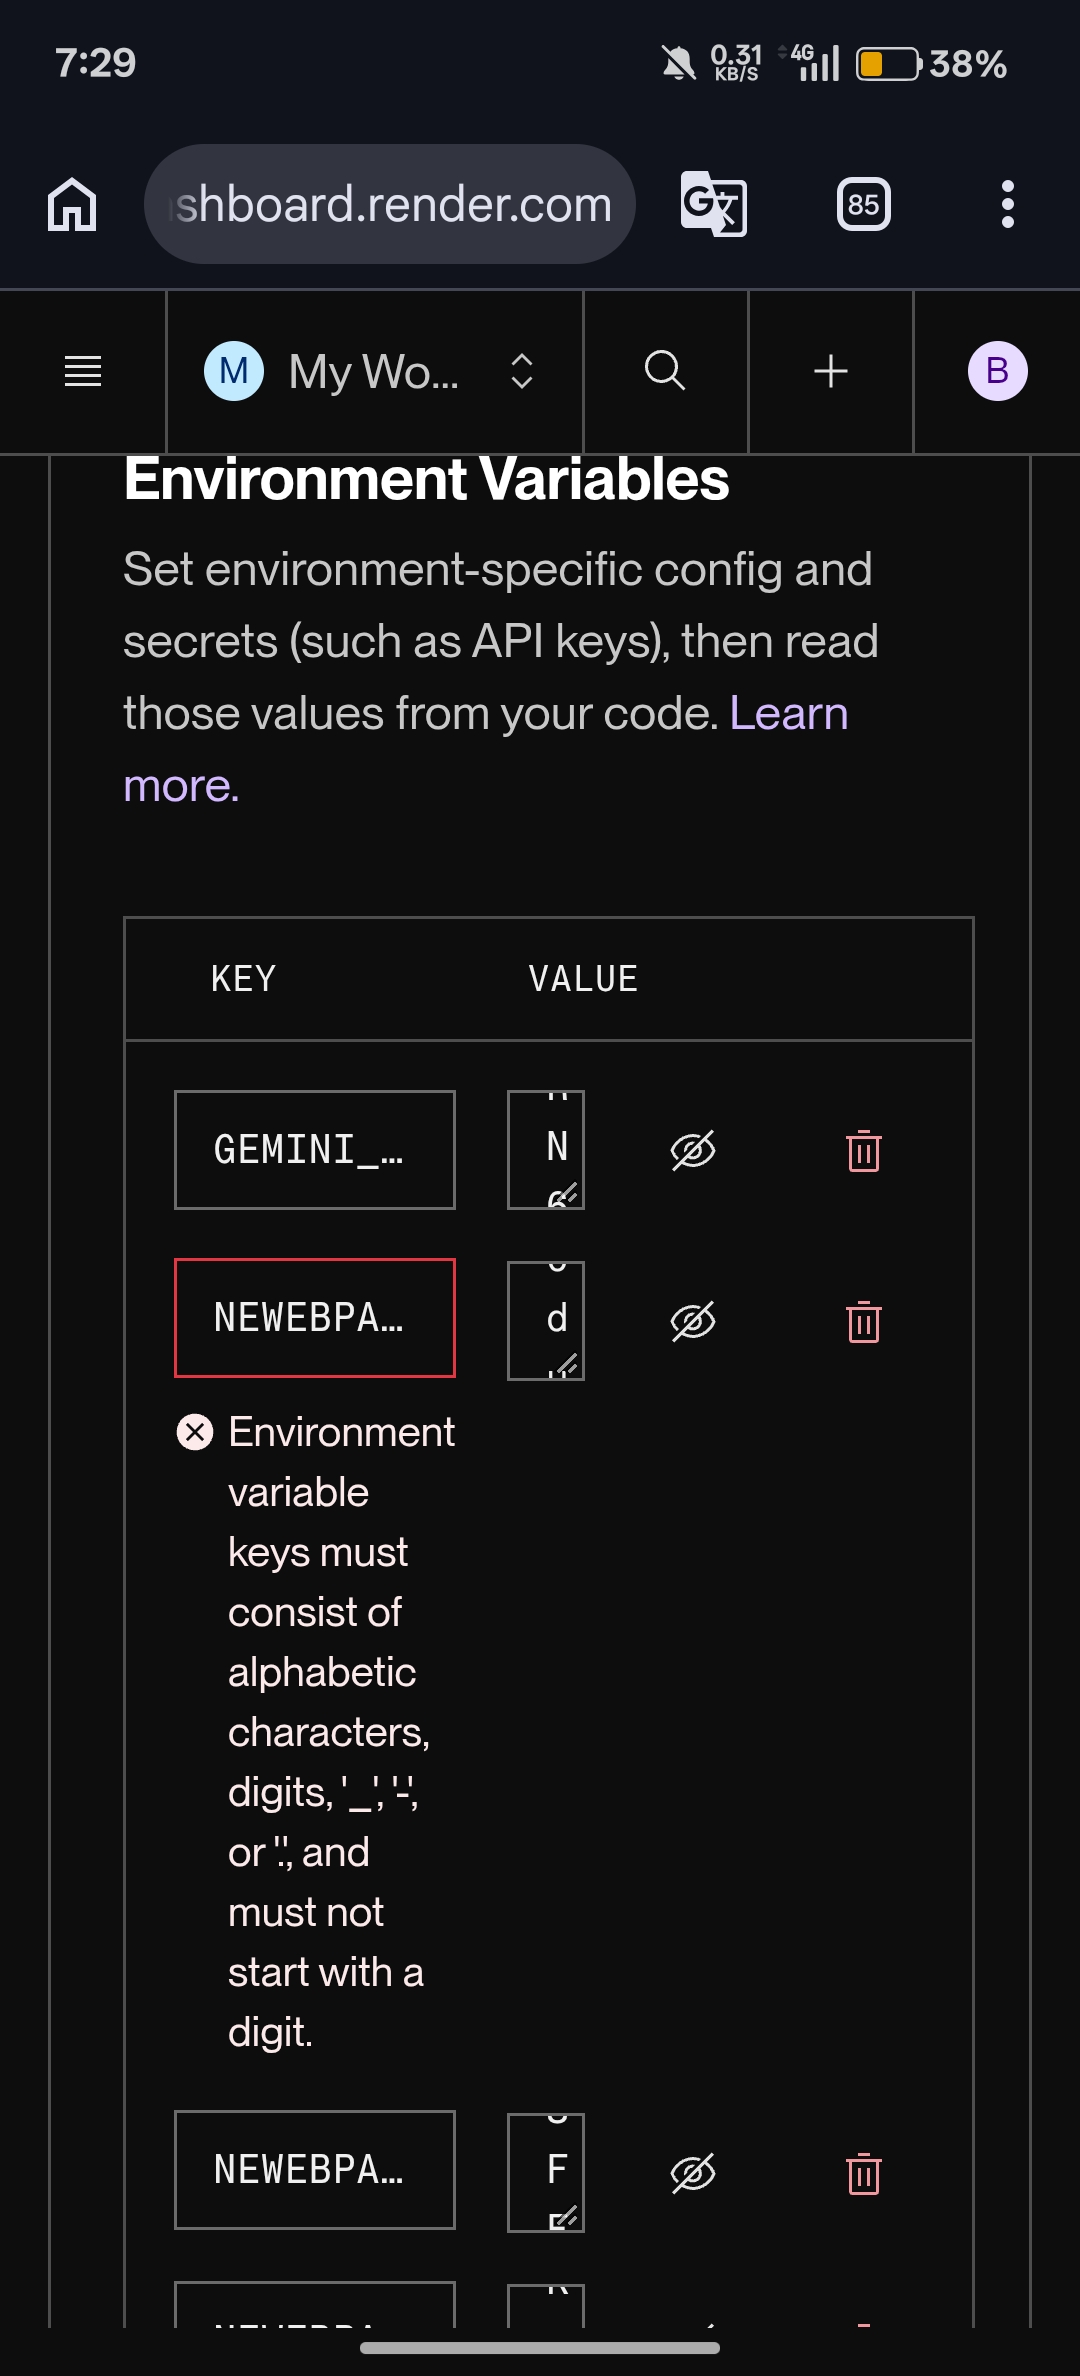 7:29
0.31
KB/S
4G
38%
shboard.render.com
85
M
My Wo...
B
Environment Variables
Set environment-specific config and
secrets (such as API keys), then read
those values from your code. Learn
more.
KEY
VALUE
GEMINI_…
N
NEWEBPA…
d
Environment
variable
keys must
consist of
alphabetic
characters,
digits, '_', '-',
or '.', and
must not
start with a
digit.
NEWEBPA…
F